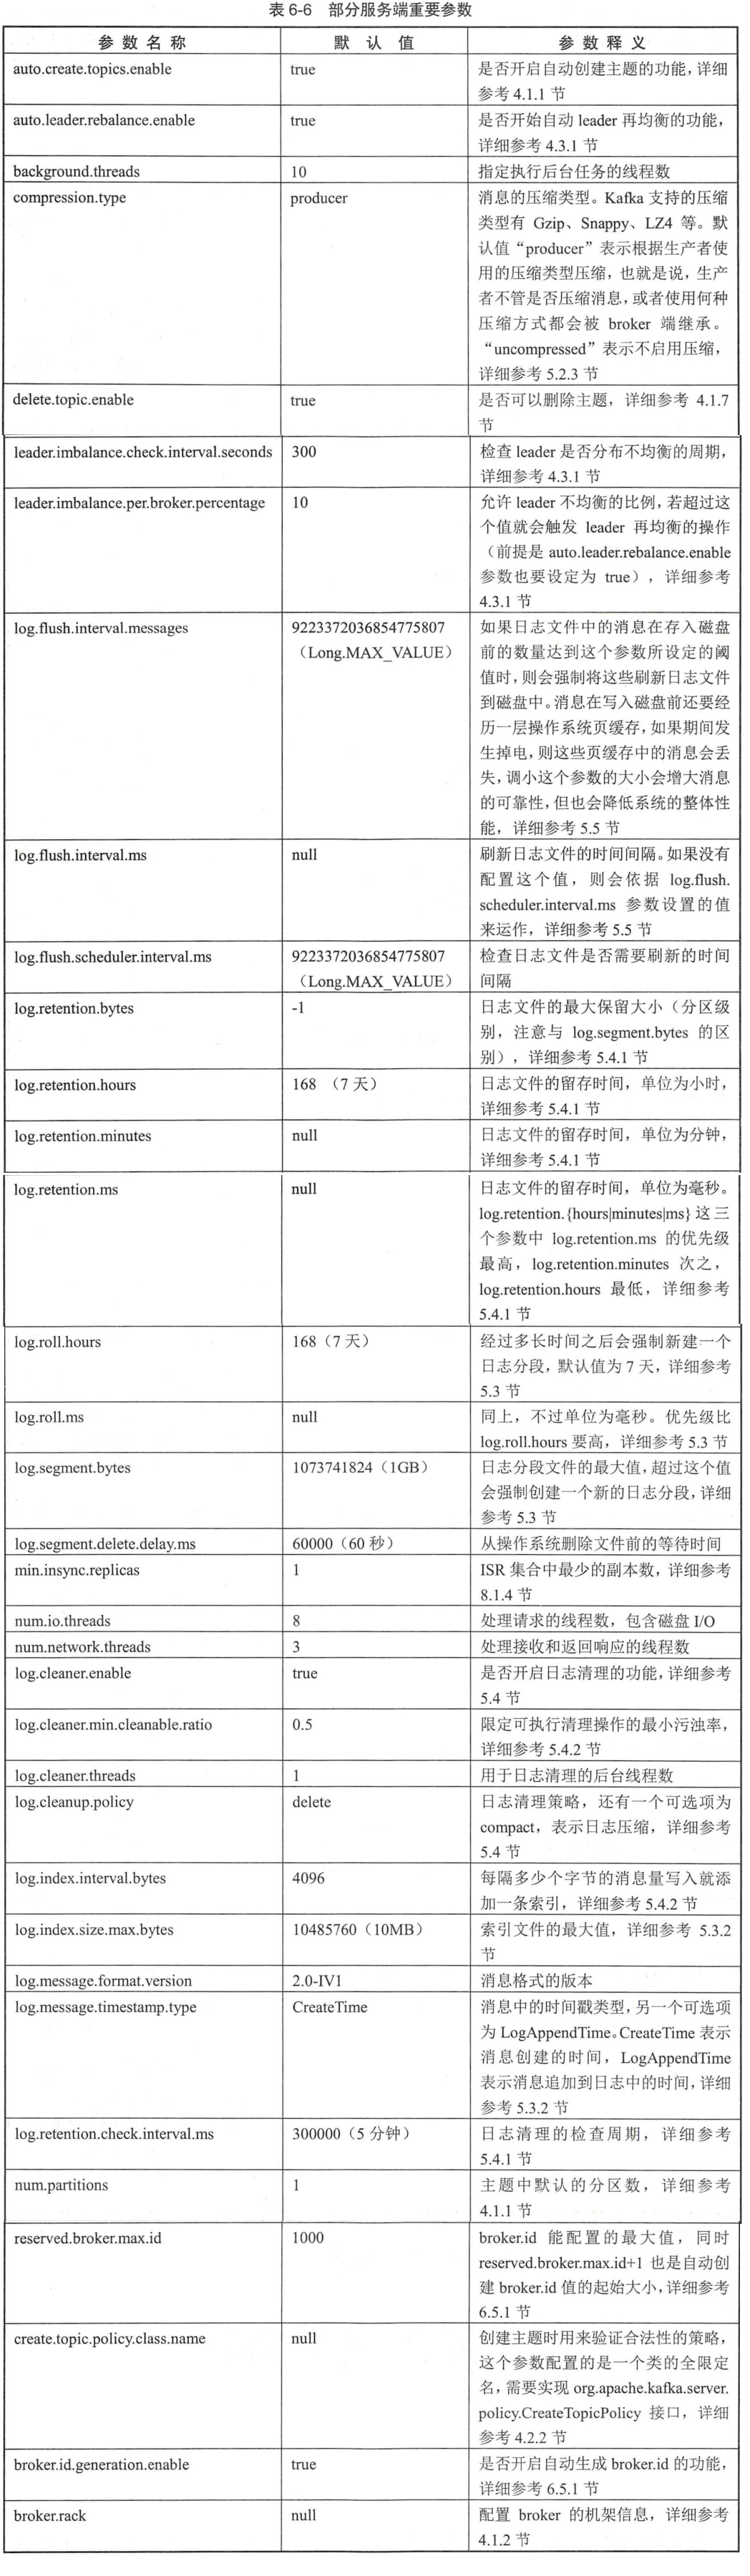 表 6-6 部分服务端重要参数
参 数 名 称 默 认 值 参 数 释 义
auto.create.topics.enable true 是否开启自动创建主题的功能，详细
参考 4.1.1 节
auto.leader.rebalance.enable true 是否开始自动 leader 再均衡的功能，
详细参考 4.3.1 节
background.threads 10 指定执行后台任务的线程数
compression.type producer 消息的压缩类型。Kafka 支持的压缩
类型有 Gzip、Snappy、LZ4 等。默
认值“producer”表示根据生产者使
用的压缩类型压缩，也就是说，生产
者不管是否压缩消息，或者使用何种
压缩方式都会被 broker 端继承。
“uncompressed”表示不启用压缩，
详细参考 5.2.3 节
delete.topic.enable true 是否可以删除主题，详细参考 4.1.7
节
leader.imbalance.check.interval.seconds 300 检查 leader 是否分布不均衡的周期，
详细参考 4.3.1 节
leader.imbalance.per.broker.percentage 10 允许 leader 不均衡的比例，若超过这
个值就会触发 leader 再均衡的操作
（前提是 auto.leader.rebalance.enable
参数也要设定为 true），详细参考
4.3.1 节
log.flush.interval.messages 9223372036854775807 如果日志文件中的消息在存入磁盘
（Long.MAX_VALUE） 前的数量达到这个参数所设定的阈
值时，则会强制将这些刷新日志文件
到磁盘中。消息在写入磁盘前还要经
历一层操作系统页缓存，如果期间发
生掉电，则这些页缓存中的消息会丢
失，调小这个参数的大小会增大消息
的可靠性，但也会降低系统的整体性
能，详细参考 5.5 节
log.flush.interval.ms null 刷新日志文件的时间间隔。如果没有
配置这个值，则会依据 log.flush.
scheduler.interval.ms 参数设置的值
来运作，详细参考 5.5 节
log.flush.scheduler.interval.ms 9223372036854775807 检查日志文件是否需要刷新的时间
（Long.MAX_VALUE） 间隔
log.retention.bytes -1 日志文件的最大保留大小（分区级
别，注意与 log.segment.bytes 的区
别），详细参考 5.4.1 节
log.retention.hours 168 （7 天） 日志文件的留存时间，单位为小时，
详细参考 5.4.1 节
log.retention.minutes null 日志文件的留存时间，单位为分钟，
详细参考 5.4.1 节
log.retention.ms null 日志文件的留存时间，单位为毫秒。
log.retention.{hours|minutes|ms} 这三
个参数中 log.retention.ms 的优先级
最高，log.retention.minutes 次之，
log.retention.hours 最低，详细参考
5.4.1 节
log.roll.hours 168（7 天） 经过多长时间之后会强制新建一个
日志分段，默认值为 7 天，详细参考
5.3 节
log.roll.ms null 同上，不过单位为毫秒。优先级比
log.roll.hours 要高，详细参考 5.3 节
log.segment.bytes 1073741824（1GB） 日志分段文件的最大值，超过这个值
会强制创建一个新的日志分段，详细
参考 5.3 节
log.segment.delete.delay.ms 60000（60 秒） 从操作系统删除文件前的等待时间
min.insync.replicas 1 ISR 集合中最少的副本数，详细参考
8.1.4 节
num.io.threads 8 处理请求的线程数，包含磁盘 I/O
num.network.threads 3 处理接收和返回响应的线程数
log.cleaner.enable true 是否开启日志清理的功能，详细参考
5.4 节
log.cleaner.min.cleanable.ratio 0.5 限定可执行清理操作的最小污浊率，
详细参考 5.4.2 节
log.cleaner.threads 1 用于日志清理的后台线程数
log.cleanup.policy delete 日志清理策略，还有一个可选项为
compact，表示日志压缩，详细参考
5.4 节
log.index.interval.bytes 4096 每隔多少个字节的消息量写入就添
加一条索引，详细参考 5.4.2 节
log.index.size.max.bytes 10485760（10MB） 索引文件的最大值，详细参考 5.3.2
节
log.message.format.version 2.0-IV1 消息格式的版本
log.message.timestamp.type CreateTime 消息中的时间戳类型，另一个可选项
为 LogAppendTime。CreateTime 表示
消息创建的时间，LogAppendTime
表示消息追加到日志中的时间，详细
参考 5.3.2 节
log.retention.check.interval.ms 300000（5 分钟） 日志清理的检查周期，详细参考
5.4.1 节
num.partitions 1 主题中默认的分区数，详细参考
4.1.1 节
reserved.broker.max.id 1000 broker.id 能配置的最大值，同时
reserved.broker.max.id+1 也是自动创
建 broker.id 值的起始大小，详细参考
6.5.1 节
create.topic.policy.class.name null 创建主题时用来验证合法性的策略，
这个参数配置的是一个类的全限定
名，需要实现 org.apache.kafka.server.
policy.CreateTopicPolicy 接口，详细
参考 4.2.2 节
broker.id.generation.enable true 是否开启自动生成 broker.id 的功能，
详细参考 6.5.1 节
broker.rack null 配置 broker 的机架信息，详细参考
4.1.2 节